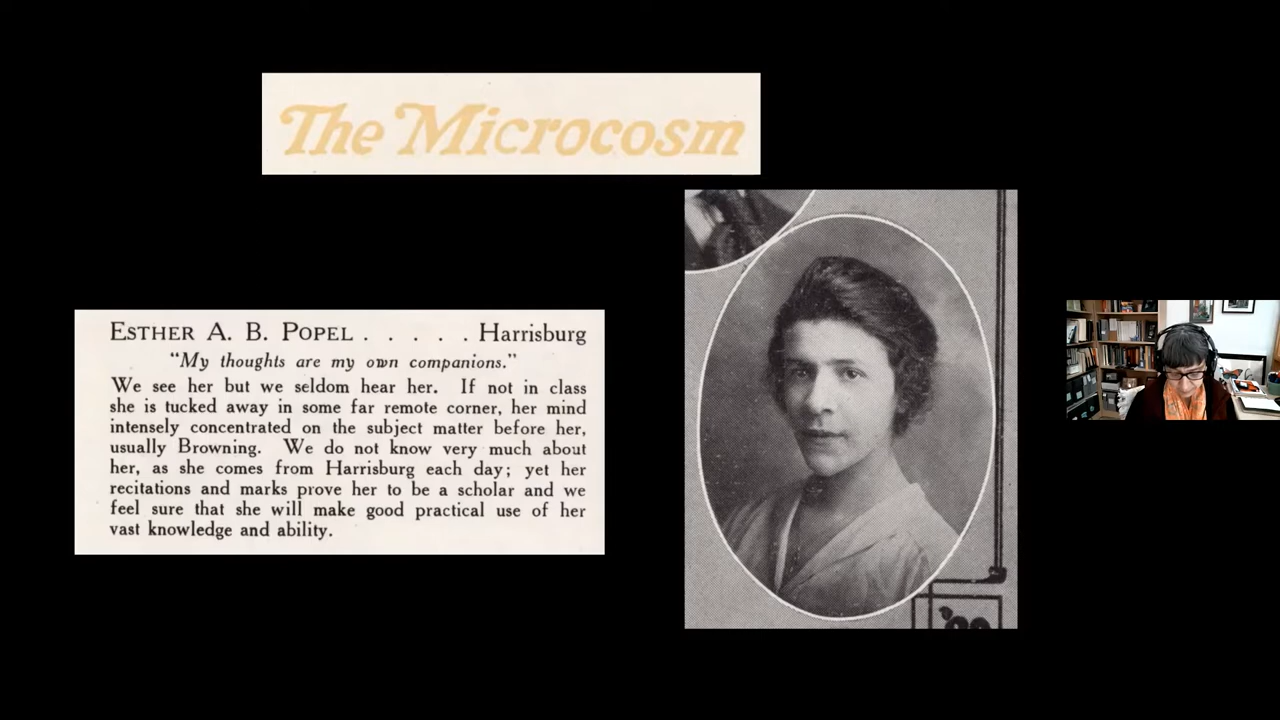 The Microcosm
ESTHER A. B. POPEL . . . . . Harrisburg
"My thoughts are my own companions."
We see her but we seldom hear her. If not in class
she is tucked away in some far remote corner, her mind
intensely concentrated on the subject matter before her,
usually Browning. We do not know very much about
her, as she comes from Harrisburg each day; yet her
recitations and marks prove her to be a scholar and we
feel sure that she will make good practical use of her
vast knowledge and ability.